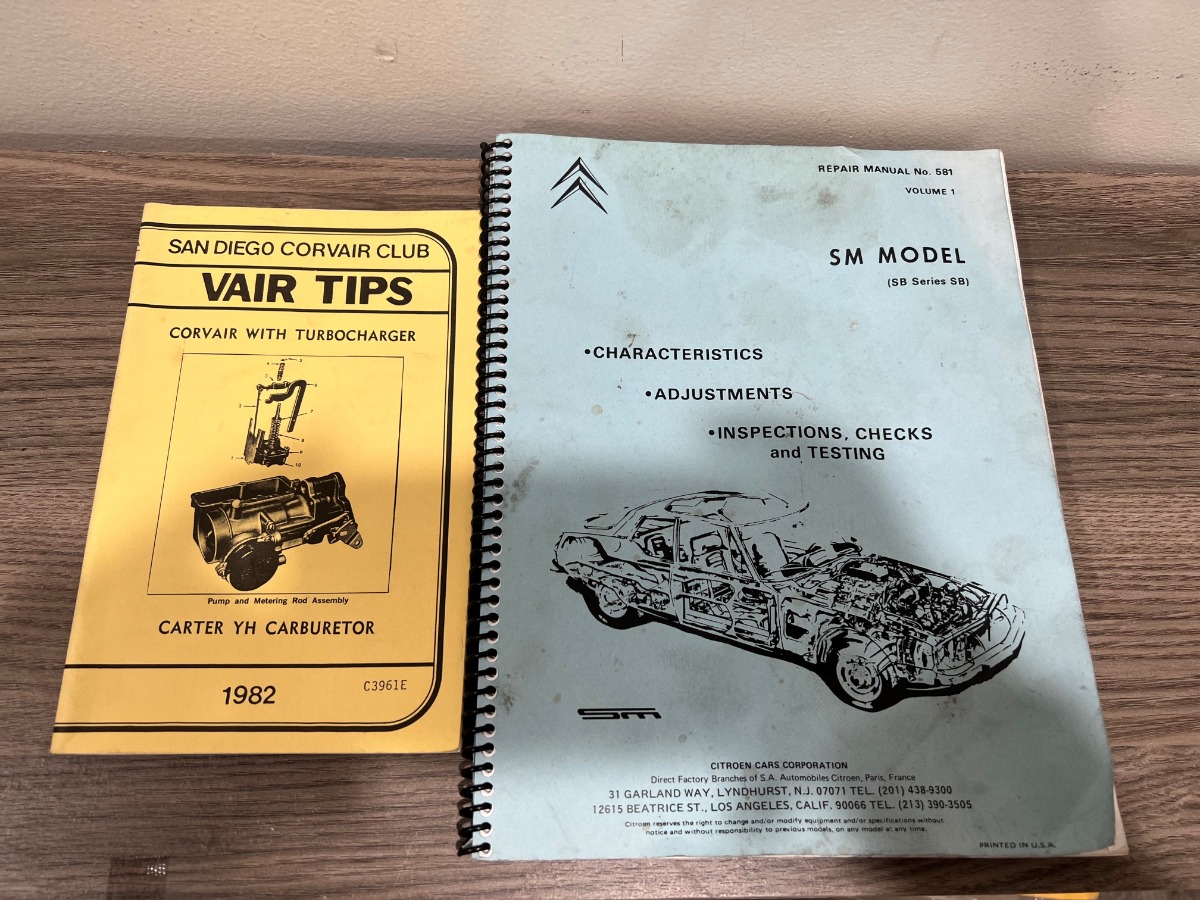 SAN DIEGO CORVAIR CLUB
VAIR TIPS
CORVAIR WITH TURBOCHARGER
Pump and Metering Rod Assembly
CARTER YH CARBURETOR
1982
C3961E
REPAIR MANUAL No. 581
VOLUME 1
SM MODEL
(SB Series SB)
•CHARACTERISTICS
•ADJUSTMENTS
•INSPECTIONS, CHECKS
and TESTING
SM
CITROEN CARS CORPORATION
Direct Factory Branches of S.A. Automobiles Citroen, Paris, France
31 GARLAND WAY, LYNDHURST, N.J. 07071 TEL. (201) 438-9300
12615 BEATRICE ST., LOS ANGELES, CALIF. 90066 TEL. (213) 390-3505
Citroen reserves the right to change and/or modify equipment and/or specifications without
notice and without responsibility to previous models, on any model at any time.
PRINTED IN U.S.A.